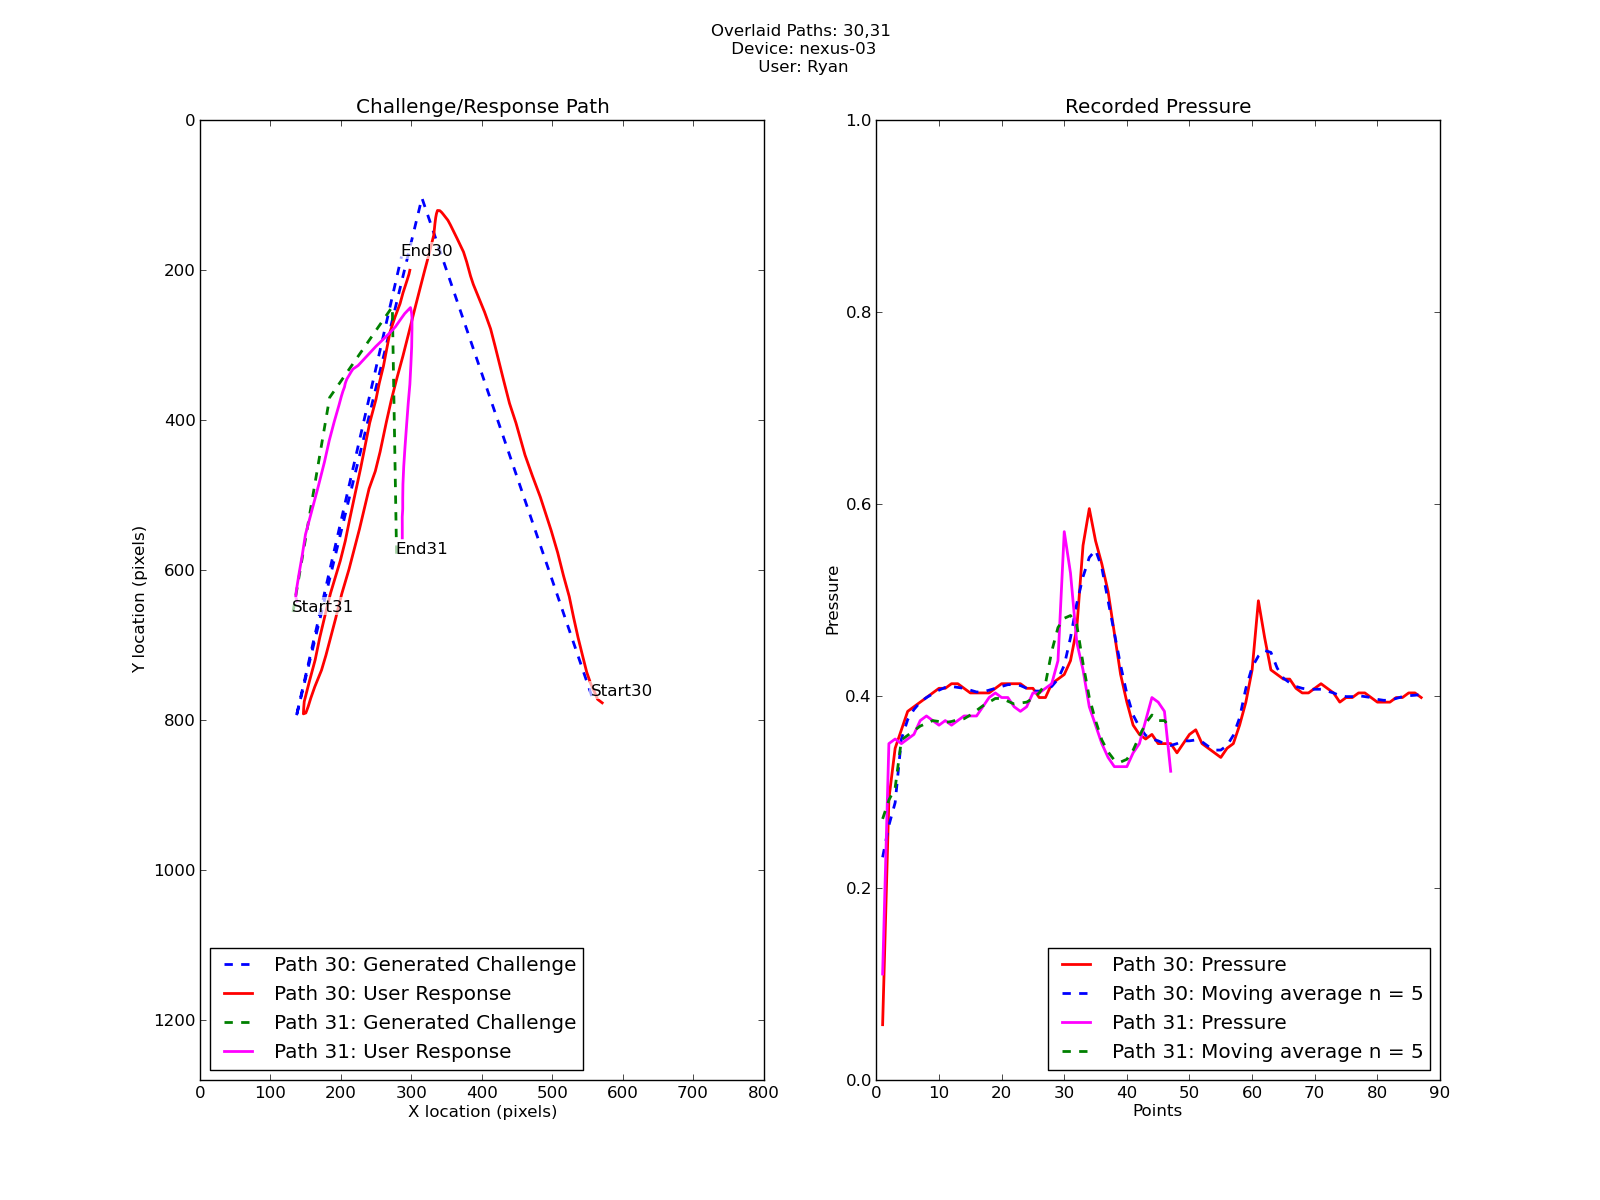 Overlaid Paths: 30,31
Device: nexus-03
User: Ryan
Challenge/Response Path
0
200
400
600
800
1000
1200
Y location (pixels)
End30
End31
Start31
Start30
Path 30: Generated Challenge
Path 30: User Response
Path 31: Generated Challenge
Path 31: User Response
0 100 200 300 400 500 600 700 800
X location (pixels)
Recorded Pressure
1.0
0.8
0.6
0.4
0.2
0.0
Pressure
Path 30: Pressure
Path 30: Moving average n = 5
Path 31: Pressure
Path 31: Moving average n = 5
0 10 20 30 40 50 60 70 80 90
Points